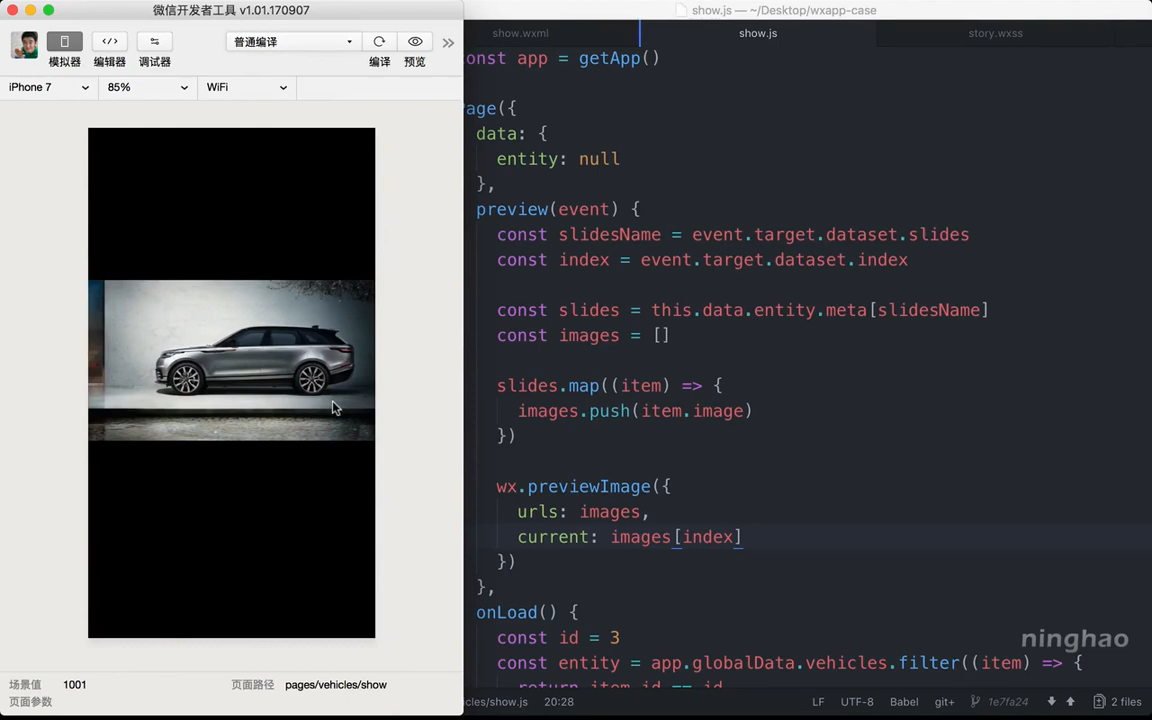 微信开发者工具 v1.01.170907
show.js — ~/Desktop/wxapp-case
模拟器 编辑器 调试器 普通编译 编译 预览
show.wxml show.js story.wxss
iPhone 7 85% WiFi
onst app = getApp()
age({
data: {
entity: null
},
preview(event) {
const slidesName = event.target.dataset.slides
const index = event.target.dataset.index
const slides = this.data.entity.meta[slidesName]
const images = []
slides.map((item) => {
images.push(item.image)
})
wx.previewImage({
urls: images,
current: images[index]
})
},
onLoad() {
const id = 3
const entity = app.globalData.vehicles.filter((item) => {
return item.id == id
ninghao
场景值 1001 页面路径 pages/vehicles/show
页面参数
cles/show.js 20:28 LF UTF-8 Babel git+ 1e7fa24 2 files